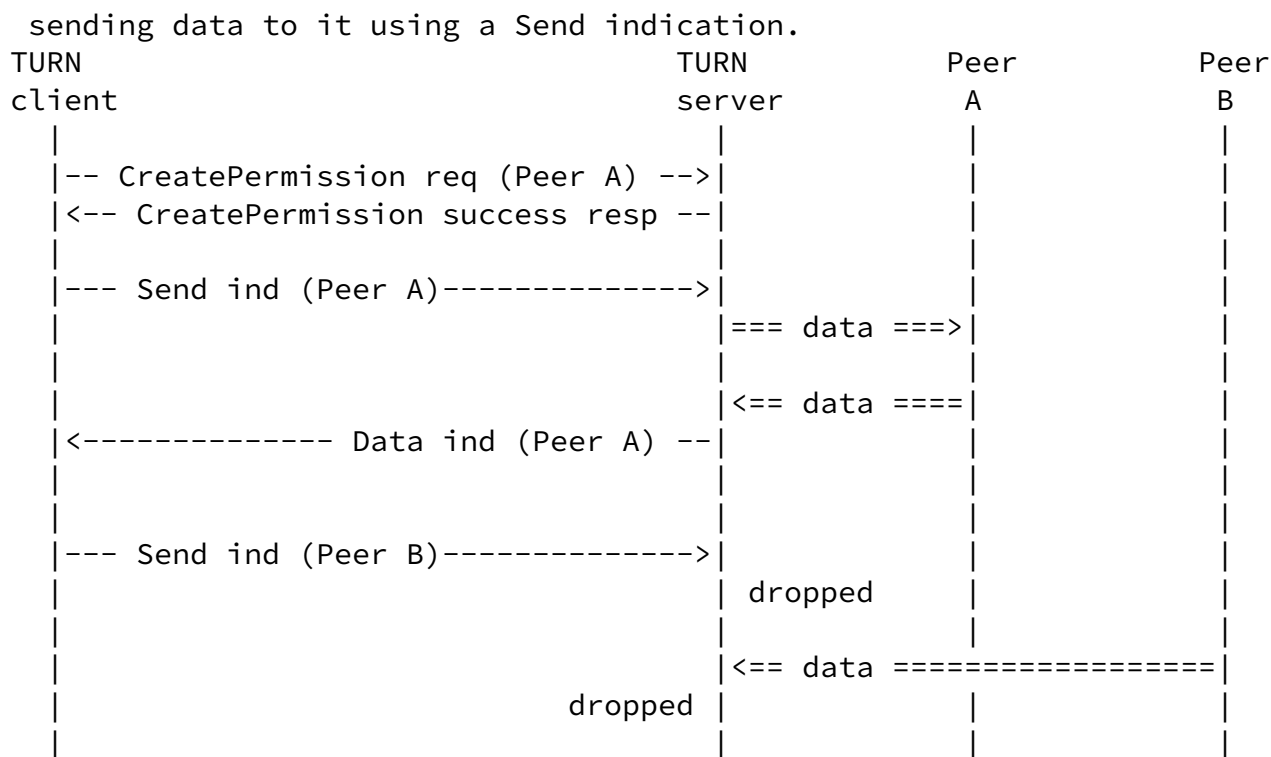 sending data to it using a Send indication.
TURN                                 TURN          Peer          Peer
client                               server          A             B
  |                                    |             |             |
  |-- CreatePermission req (Peer A) -->|             |             |
  |<-- CreatePermission success resp --|             |             |
  |                                    |             |             |
  |--- Send ind (Peer A)-------------->|             |             |
  |                                    |=== data ===>|             |
  |                                    |             |             |
  |                                    |<== data ====|             |
  |<-------------- Data ind (Peer A) --|             |             |
  |                                    |             |             |
  |                                    |             |             |
  |--- Send ind (Peer B)-------------->|             |             |
  |                                    | dropped     |             |
  |                                    |             |             |
  |                                    |<== data ==================|
  |                            dropped |             |             |
  |                                    |             |             |